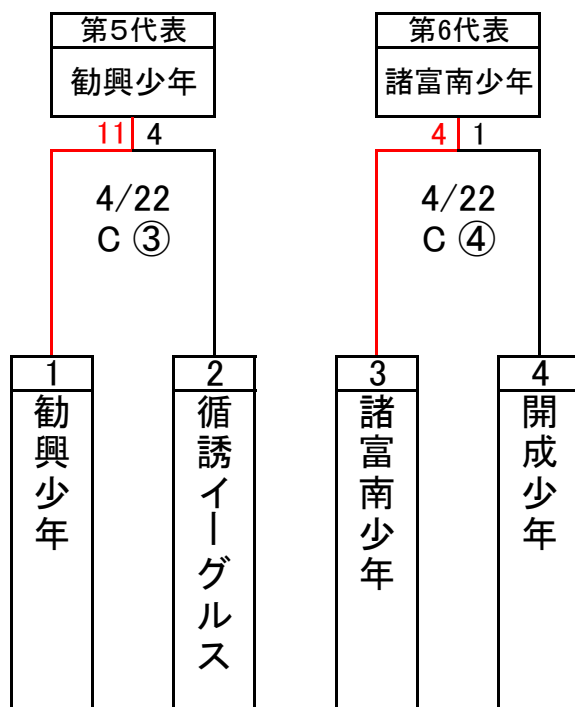 第5代表
勧興少年
11 4
4/22
C ③
1
勧興少年
2
循誘イーグルス
第6代表
諸富南少年
4 1
4/22
C ④
3
諸富南少年
4
開成少年